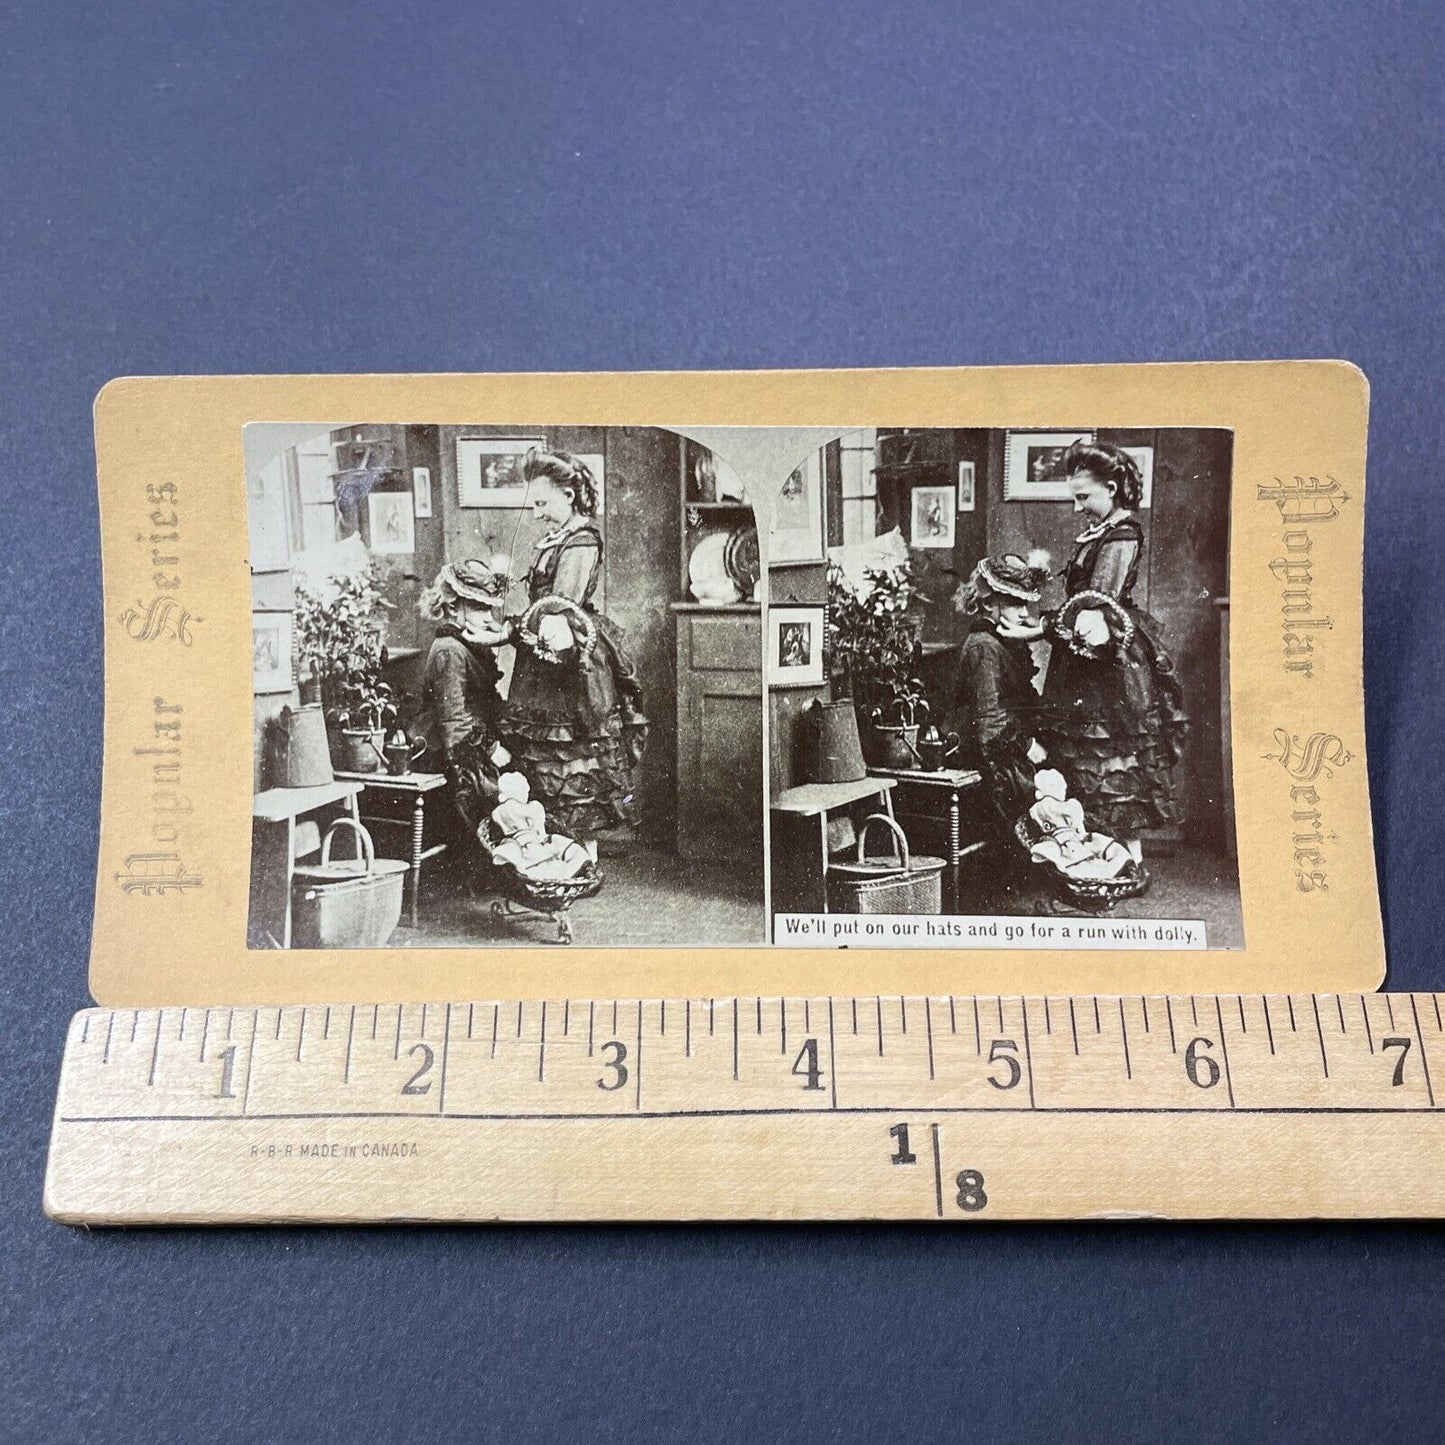 Popular Series
Popular Series
We'll put on our hats and go for a run with dolly.
1 2 3 4 5 6 7
R-B-R MADE IN CANADA
1
8